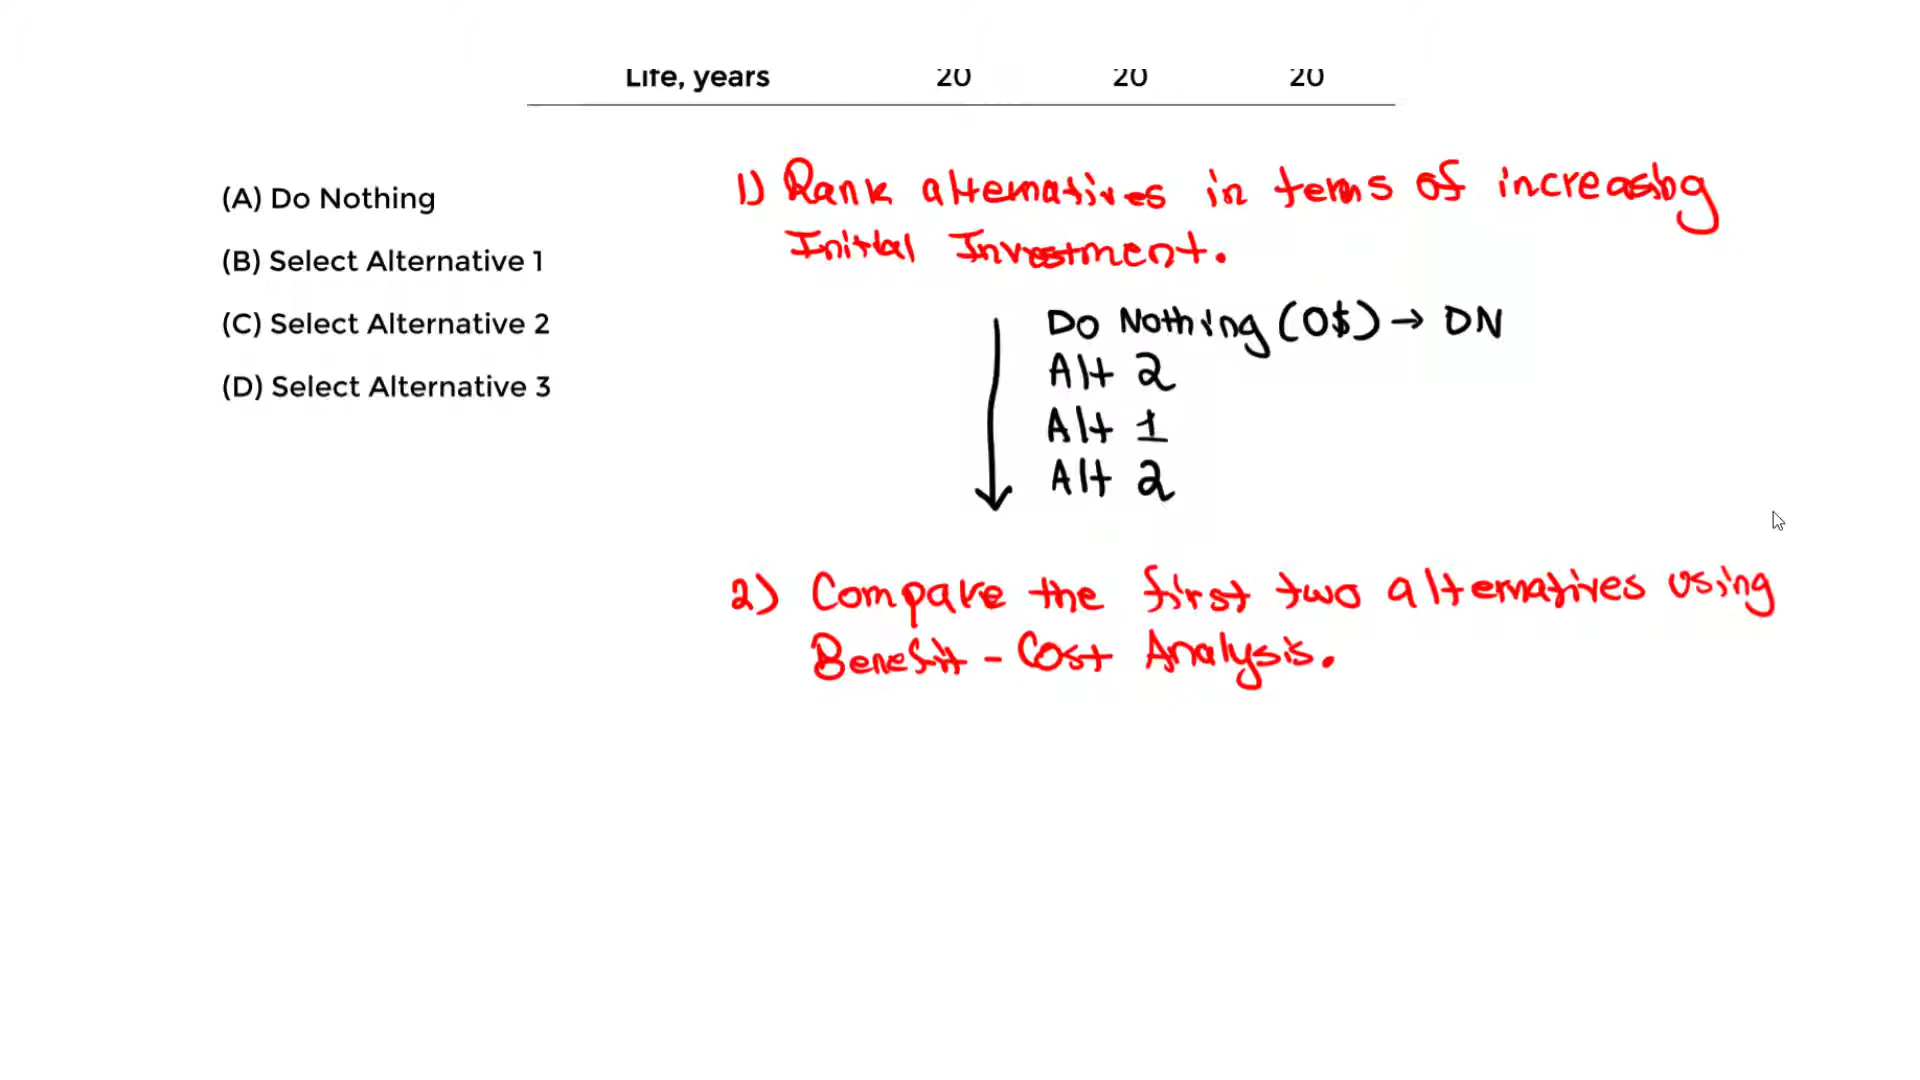 Life, years 20 20 20
(A) Do Nothing
(B) Select Alternative 1
(C) Select Alternative 2
(D) Select Alternative 3
1) Rank alternatives in terms of increasing
Initial Investment.
Do Nothing (0$) → DN
Alt 2
Alt 1
Alt 2
2) Compare the first two alternatives using
Benefit - Cost Analysis.